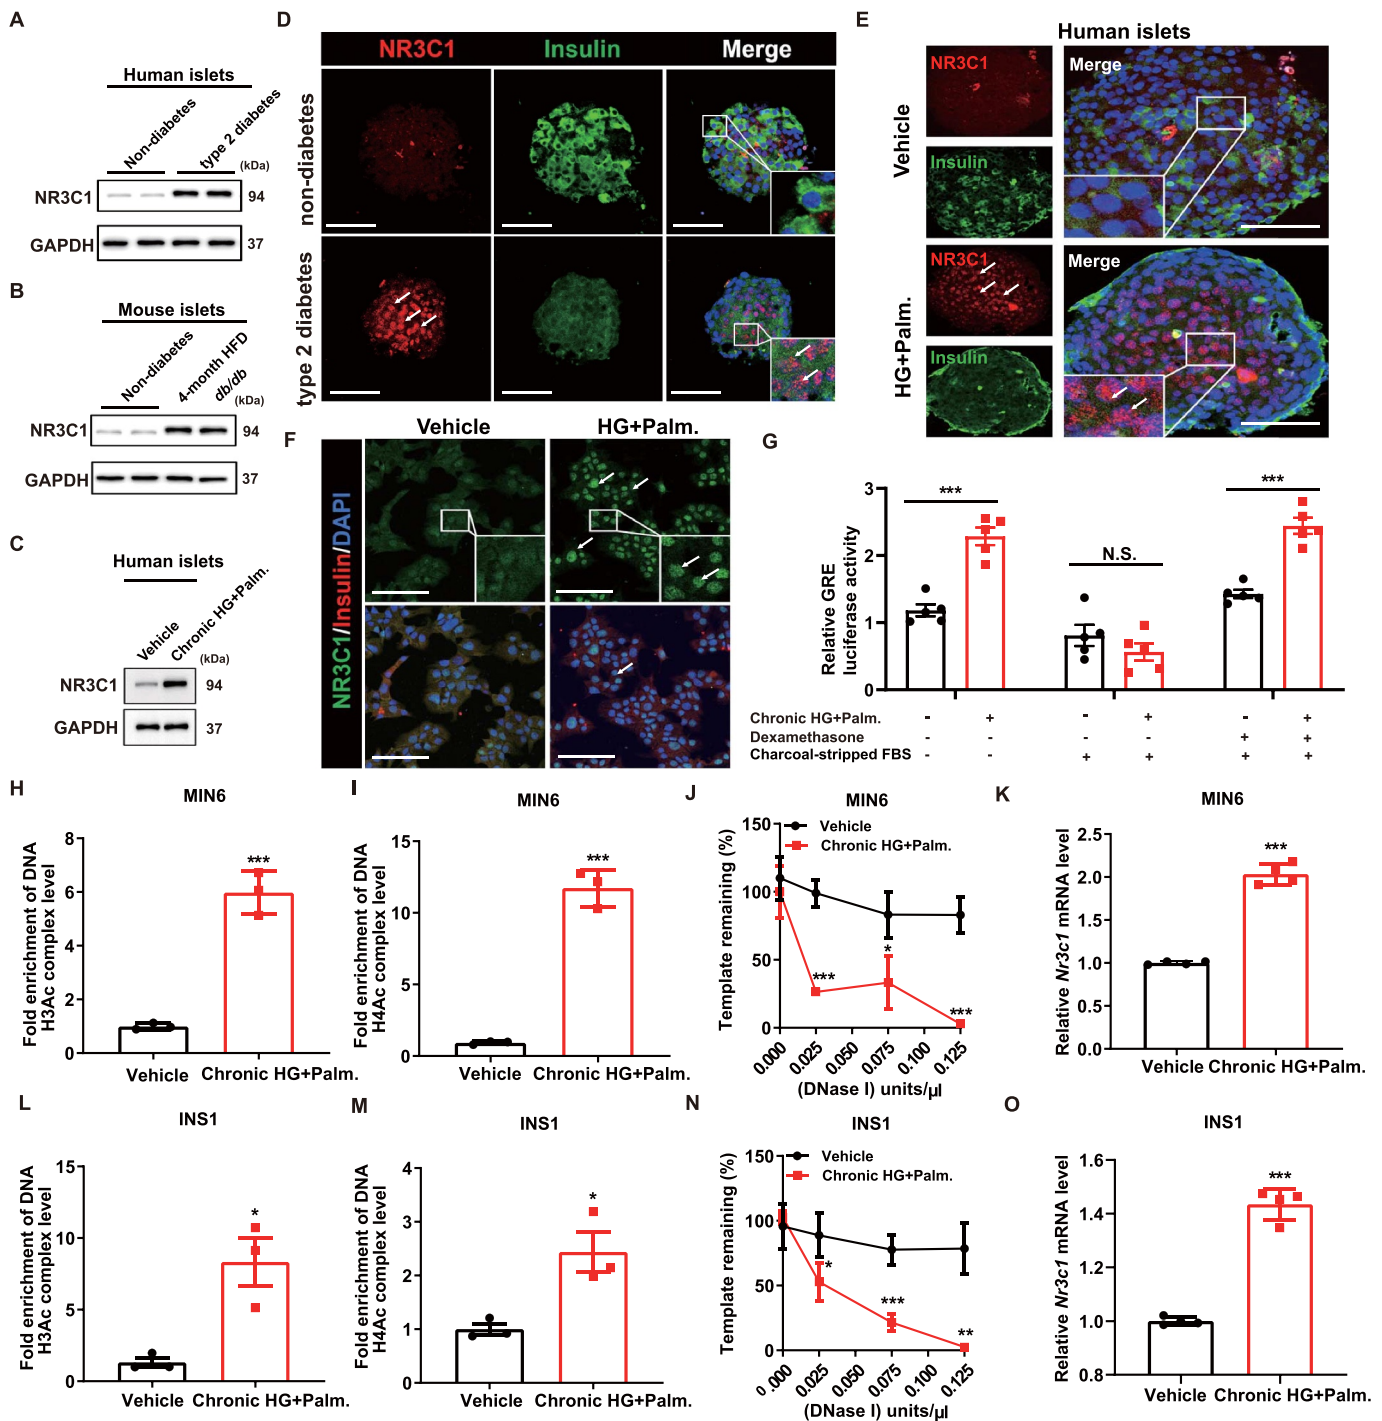 A
Human islets
Non-diabetes
type 2 diabetes
(kDa)
NR3C1
94
GAPDH
37
B
Mouse islets
Non-diabetes
4-month HFD
db/db
(kDa)
NR3C1
94
GAPDH
37
C
Human islets
Vehicle
Chronic HG+Palm.
(kDa)
NR3C1
94
GAPDH
37
D
NR3C1
Insulin
Merge
non-diabetes
type 2 diabetes
E
Human islets
Vehicle
NR3C1
Merge
Insulin
HG+Palm.
NR3C1
Merge
Insulin
F
Vehicle
HG+Palm.
NR3C1/Insulin/DAPI
G
Relative GRE
luciferase activity
3
2
1
0
***
N.S.
***
Chronic HG+Palm. - + - + - +
Dexamethasone - - - - + +
Charcoal-stripped FBS - - + + + +
H
MIN6
Fold enrichment of DNA
H3Ac complex level
8
6
4
2
0
***
Vehicle Chronic HG+Palm.
I
MIN6
Fold enrichment of DNA
H4Ac complex level
15
10
5
0
***
Vehicle Chronic HG+Palm.
J
MIN6
Template remaining (%)
150
100
50
0
Vehicle
Chronic HG+Palm.
***
*
***
0.000 0.025 0.050 0.075 0.100 0.125
(DNase I) units/µl
K
MIN6
Relative Nr3c1 mRNA level
2.5
2.0
1.5
1.0
0.5
0.0
***
Vehicle Chronic HG+Palm.
L
INS1
Fold enrichment of DNA
H3Ac complex level
15
10
5
0
*
Vehicle Chronic HG+Palm.
M
INS1
Fold enrichment of DNA
H4Ac complex level
4
3
2
1
0
*
Vehicle Chronic HG+Palm.
N
INS1
Template remaining (%)
150
100
50
0
Vehicle
Chronic HG+Palm.
*
***
**
0.000 0.025 0.050 0.075 0.100 0.125
(DNase I) units/µl
O
INS1
Relative Nr3c1 mRNA level
1.6
1.4
1.2
1.0
0.8
***
Vehicle Chronic HG+Palm.